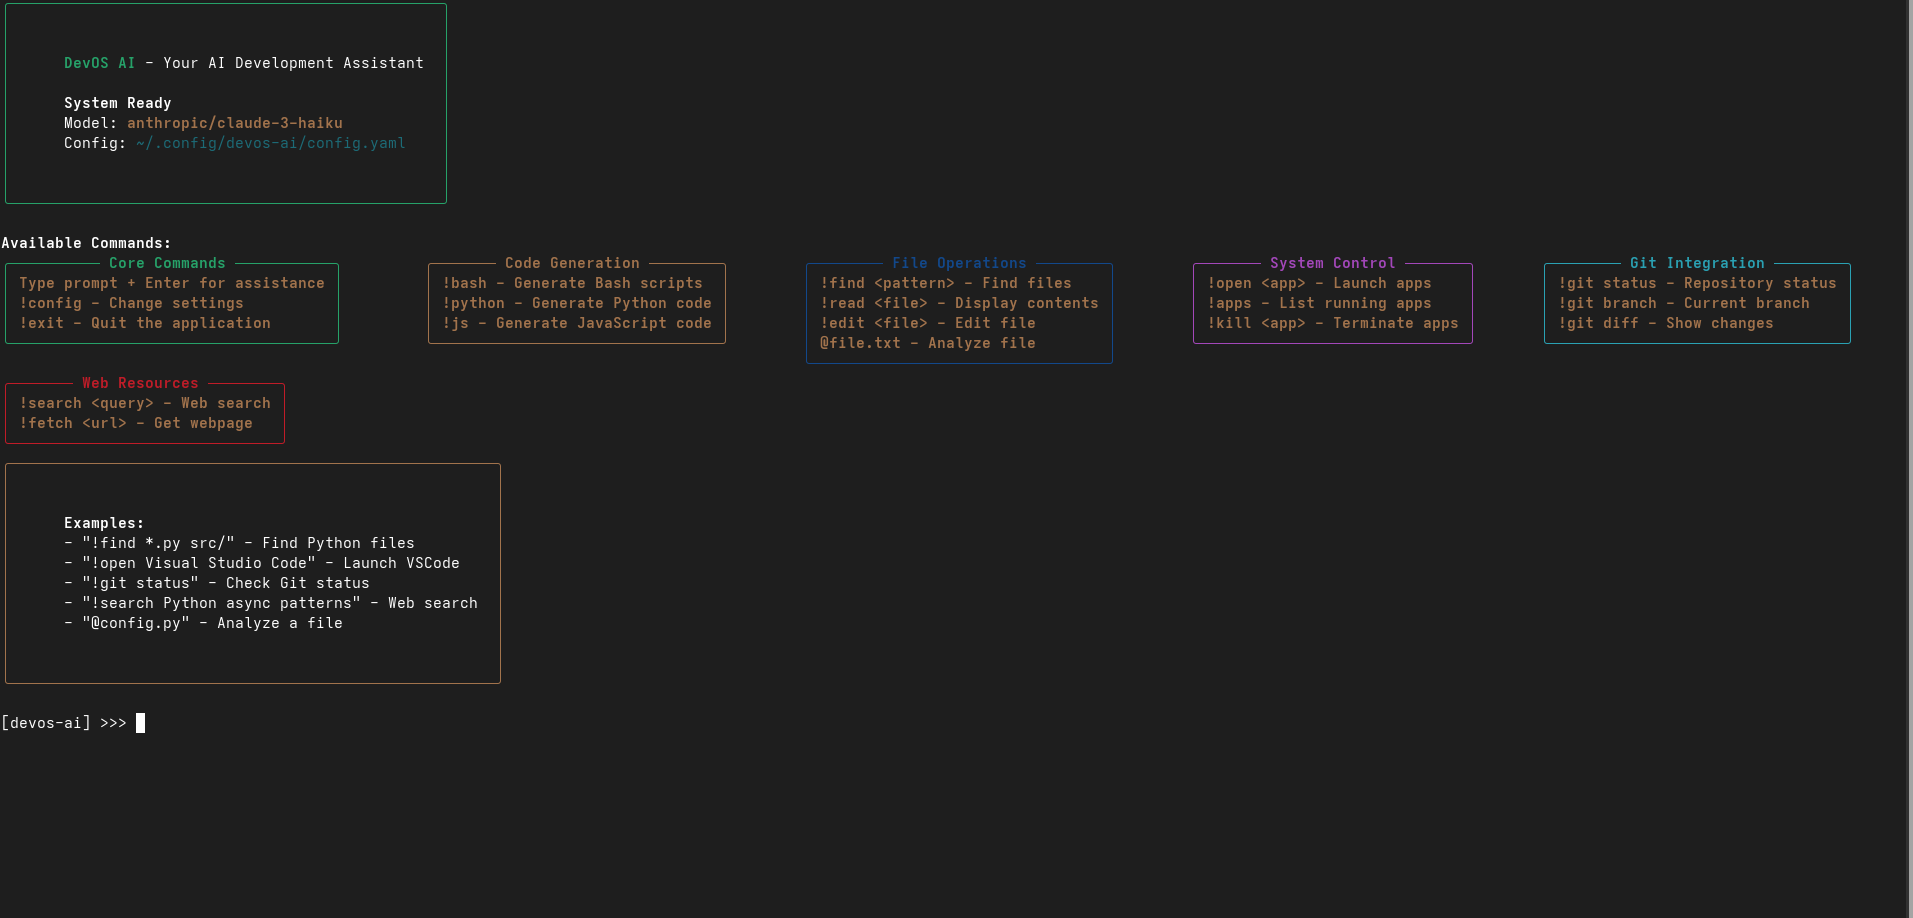 DevOS AI - Your AI Development Assistant
System Ready
Model: anthropic/claude-3-haiku
Config: ~/.config/devos-ai/config.yaml
Available Commands:
Core Commands
Type prompt + Enter for assistance
!config - Change settings
!exit - Quit the application
Code Generation
!bash - Generate Bash scripts
!python - Generate Python code
!js - Generate JavaScript code
File Operations
!find <pattern> - Find files
!read <file> - Display contents
!edit <file> - Edit file
@file.txt - Analyze file
System Control
!open <app> - Launch apps
!apps - List running apps
!kill <app> - Terminate apps
Git Integration
!git status - Repository status
!git branch - Current branch
!git diff - Show changes
Web Resources
!search <query> - Web search
!fetch <url> - Get webpage
Examples:
- "!find *.py src/" - Find Python files
- "!open Visual Studio Code" - Launch VSCode
- "!git status" - Check Git status
- "!search Python async patterns" - Web search
- "@config.py" - Analyze a file
[devos-ai] >>>